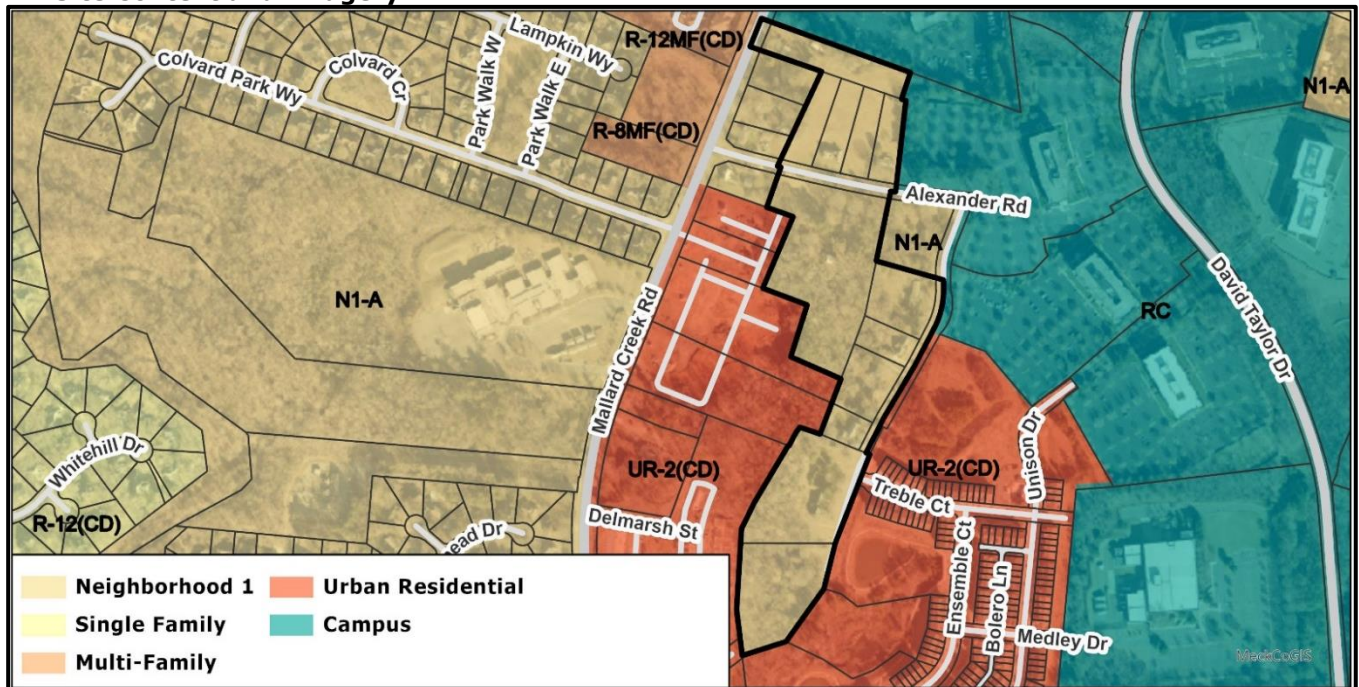 Lampkin Wy
R-12MF(CD)
Colvard Park Wy
Colvard Cr
Park Walk W
Park Walk E
N1-A
R-8MF(CD)
Alexander Rd
N1-A
David Taylor Dr
N1-A
Mallard Creek Rd
RC
Whitehill Dr
UR-2(CD)
UR-2(CD)
Unison Dr
Treble Ct
R-12(CD)
Delmarsh St
ead Dr
Ensemble Ct
Bolero Ln
Medley Dr
Neighborhood 1
Urban Residential
Single Family
Campus
Multi-Family
MeckCoGIS